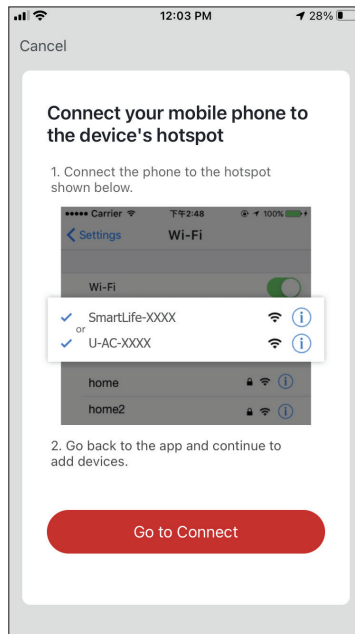 12:03 PM
28%
Cancel
Connect your mobile phone to
the device's hotspot
1. Connect the phone to the hotspot
shown below.
Carrier 下午2:48 100%
Settings Wi-Fi
Wi-Fi
SmartLife-XXXX
or
U-AC-XXXX
home
home2
2. Go back to the app and continue to
add devices.
Go to Connect